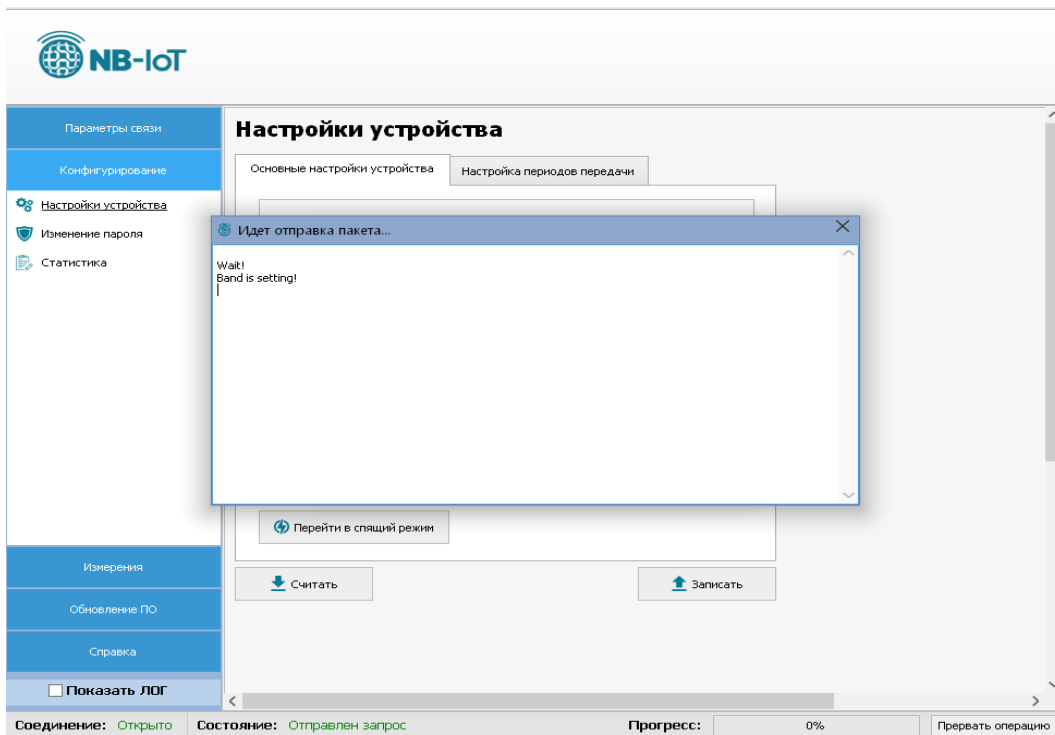 NB-IoT
Параметры связи
Конфигурирование
Настройки устройства
Изменение пароля
Статистика
Измерения
Обновление ПО
Справка
Показать ЛОГ
Настройки устройства
Основные настройки устройства
Настройка периодов передачи
Идет отправка пакета...
Wait!
Band is setting!
Перейти в спящий режим
Считать
Записать
Соединение: Открыто Состояние: Отправлен запрос Прогресс: 0% Прервать операцию